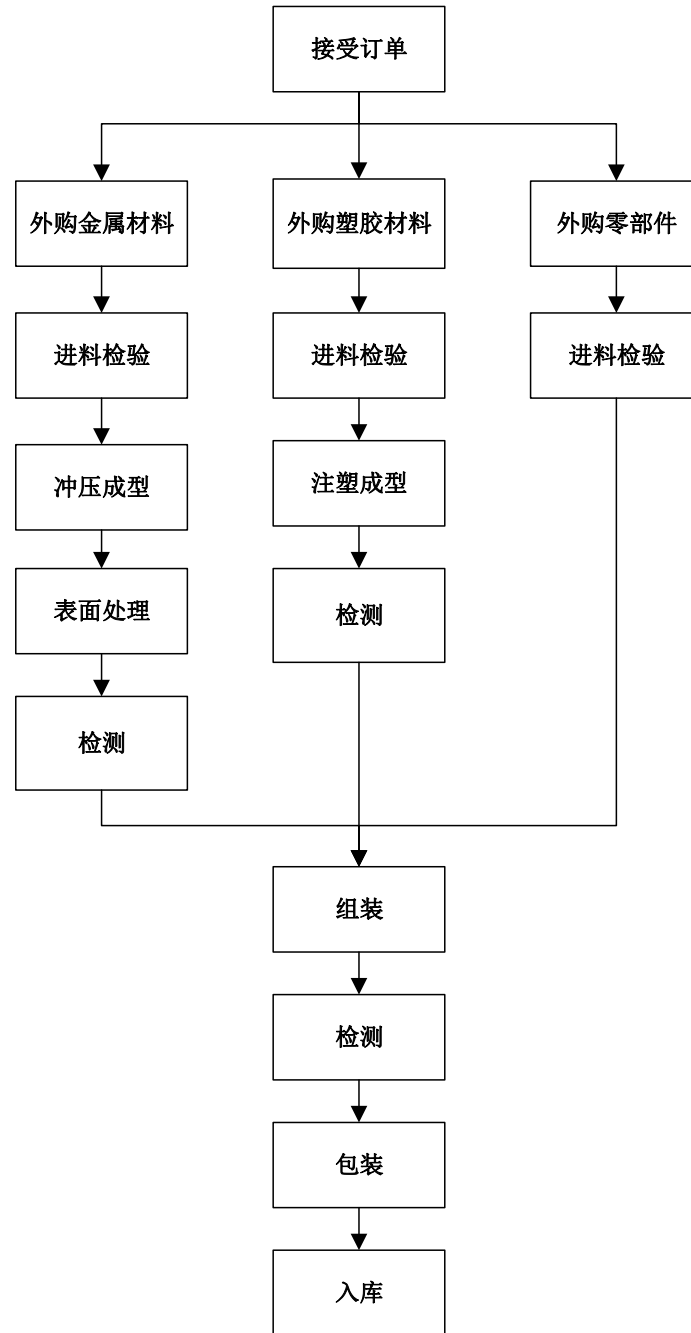 接受订单
外购金属材料
外购塑胶材料
外购零部件
进料检验
进料检验
进料检验
冲压成型
注塑成型
表面处理
检测
检测
组装
检测
包装
入库